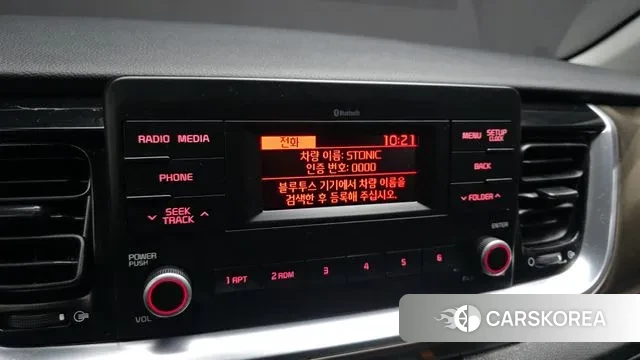 Bluetooth
RADIO MEDIA
PHONE
SEEK
TRACK
POWER
PUSH
VOL
전화 10:21
차량 이름: STONIC
인증 번호: 0000
블루투스 기기에서 차량 이름을
검색한 후 등록해 주십시오.
MENU SETUP
CLOCK
BACK
FOLDER
ENTER
1 RPT 2 RDM 3 4 5 6
CARSKOREA